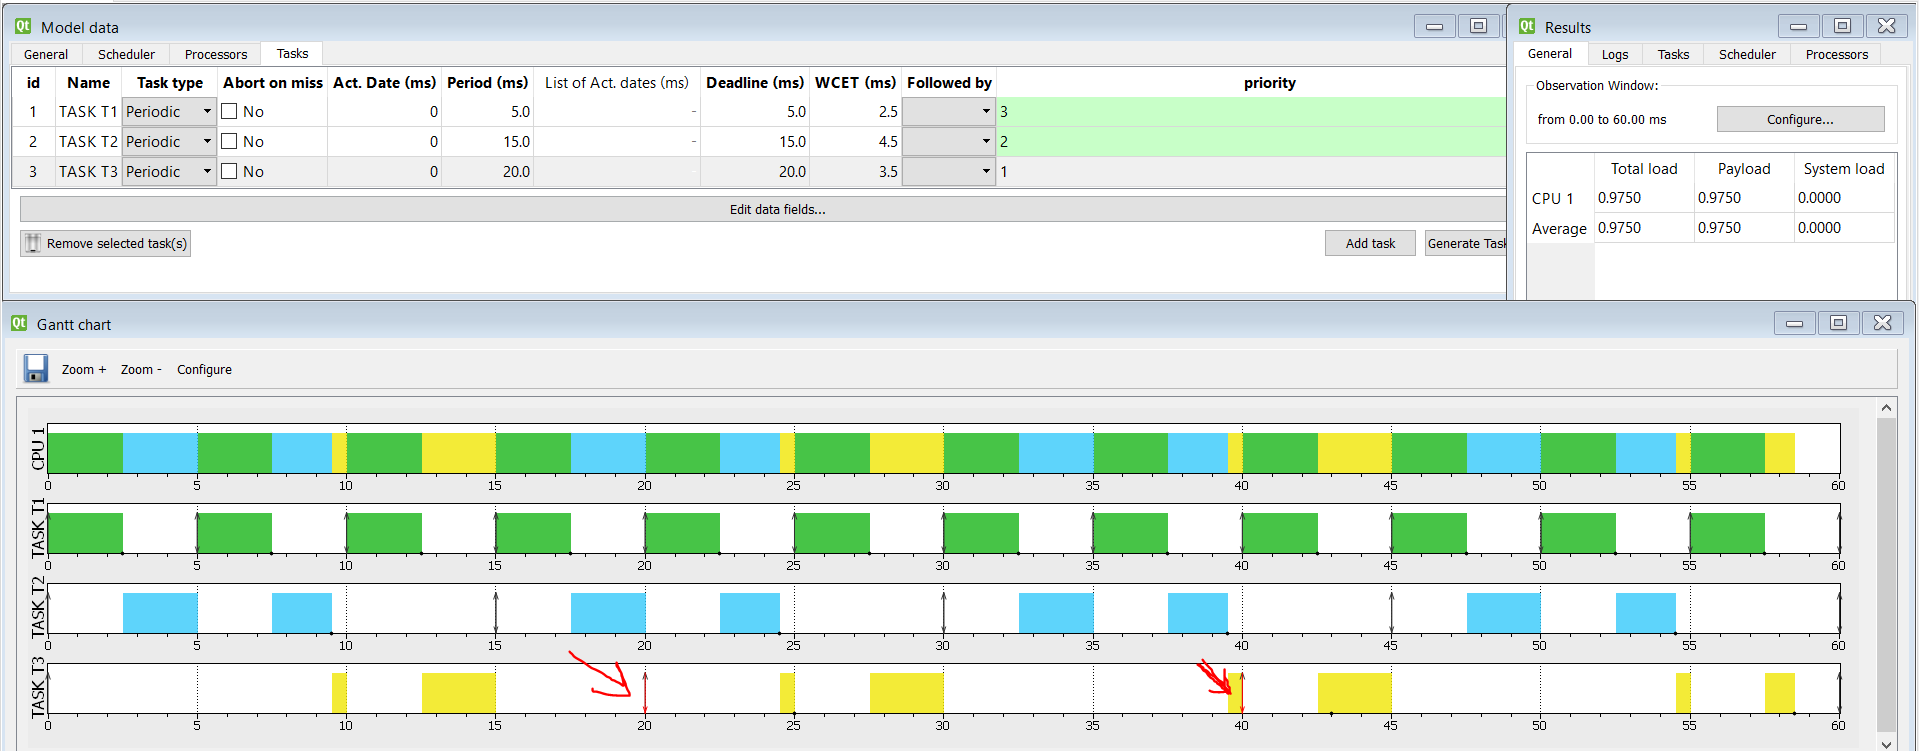 Qt Model data
General Scheduler Processors Tasks
id Name Task type Abort on miss Act. Date (ms) Period (ms) List of Act. dates (ms) Deadline (ms) WCET (ms) Followed by priority
1 TASK T1 Periodic No 0 5.0 - 5.0 2.5 3
2 TASK T2 Periodic No 0 15.0 - 15.0 4.5 2
3 TASK T3 Periodic No 0 20.0 20.0 3.5 1
Edit data fields...
Remove selected task(s) Add task Generate Task
Qt Results
General Logs Tasks Scheduler Processors
Observation Window:
from 0.00 to 60.00 ms Configure...
Total load Payload System load
CPU 1 0.9750 0.9750 0.0000
Average 0.9750 0.9750 0.0000
Qt Gantt chart
Zoom + Zoom - Configure
CPU 1
0 5 10 15 20 25 30 35 40 45 50 55 60
TASK T1
0 5 10 15 20 25 30 35 40 45 50 55 60
TASK T2
0 5 10 15 20 25 30 35 40 45 50 55 60
TASK T3
0 5 10 15 20 25 30 35 40 45 50 55 60